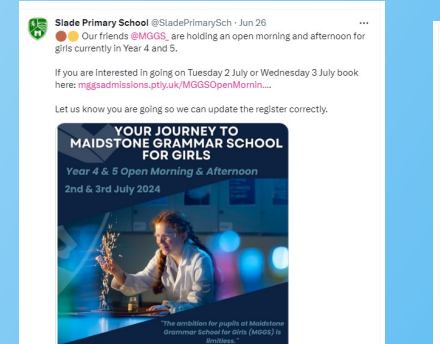 Slade Primary School @SladePrimarySch · Jun 26
Our friends @MGGS_ are holding an open morning and afternoon for
girls currently in Year 4 and 5.
If you are interested in going on Tuesday 2 July or Wednesday 3 July book
here: mggsadmissions.ptly.uk/MGGSOpenMornin....
Let us know you are going so we can update the register correctly.
YOUR JOURNEY TO
MAIDSTONE GRAMMAR SCHOOL
FOR GIRLS
Year 4 & 5 Open Morning & Afternoon
2nd & 3rd July 2024
"The ambition for pupils at Maidstone
Grammar School for Girls (MGGS) is
limitless."